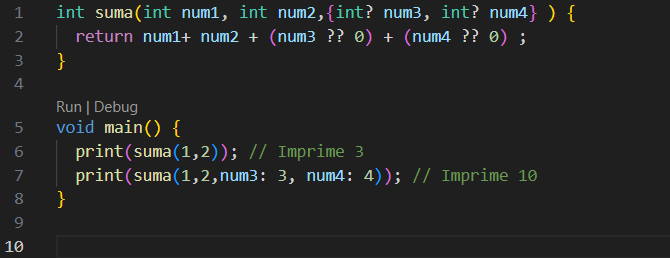 1 int suma(int num1, int num2,{int? num3, int? num4} ) {
2 return num1+ num2 + (num3 ?? 0) + (num4 ?? 0) ;
3 }
4
Run | Debug
5 void main() {
6 print(suma(1,2)); // Imprime 3
7 print(suma(1,2,num3: 3, num4: 4)); // Imprime 10
8 }
9
10